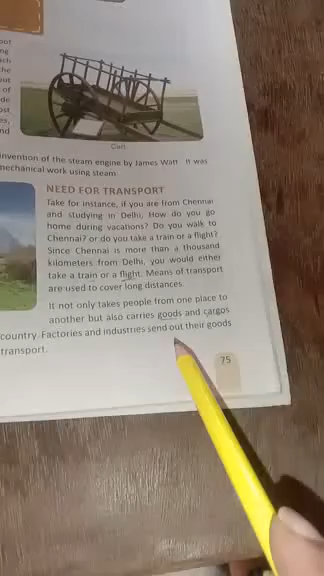 Cart
invention of the steam engine by James Watt. It was
mechanical work using steam.
NEED FOR TRANSPORT
Take for instance, if you are from Chennai
and studying in Delhi, How do you go
home during vacations? Do you walk to
Chennai? or do you take a train or a flight?
Since Chennai is more than a thousand
kilometers from Delhi, you would either
take a train or a flight. Means of transport
are used to cover long distances.
It not only takes people from one place to
another but also carries goods and cargos
country. Factories and industries send out their goods
transport.
75